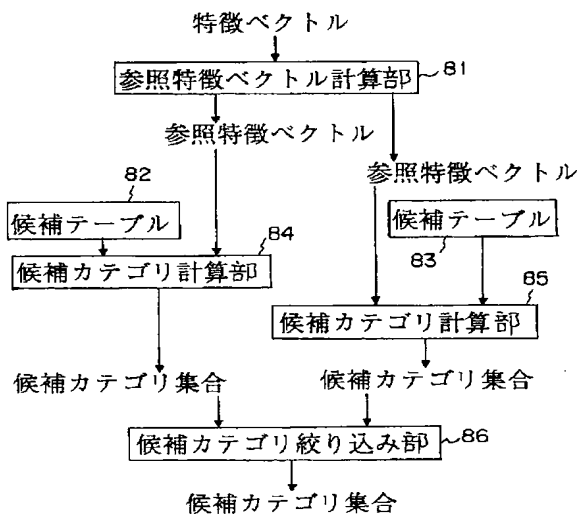 特徴ベクトル
参照特徴ベクトル計算部
81
参照特徴ベクトル
参照特徴ベクトル
82
候補テーブル
候補テーブル
83
84
候補カテゴリ計算部
85
候補カテゴリ計算部
候補カテゴリ集合
候補カテゴリ集合
候補カテゴリ絞り込み部
86
候補カテゴリ集合